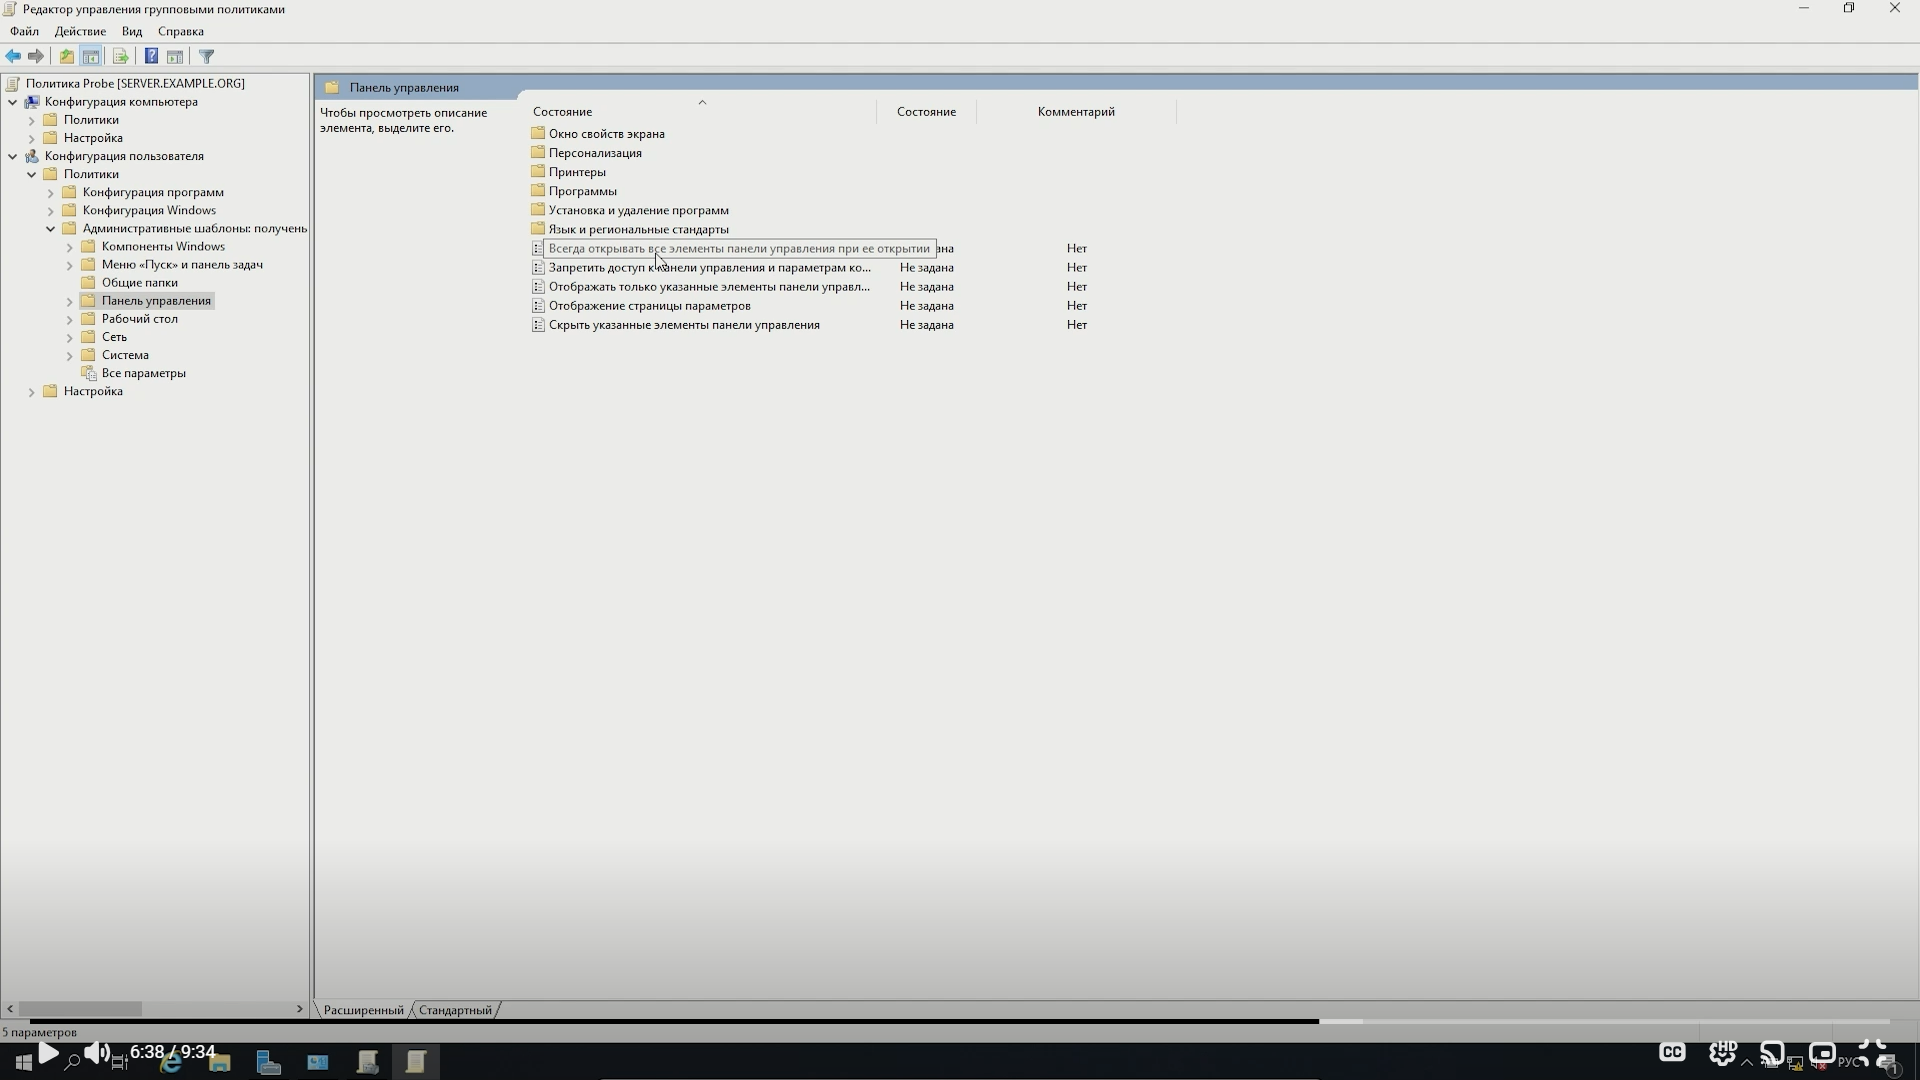 Редактор управления групповыми политиками
Файл Действие Вид Справка
Политика Probe [SERVER.EXAMPLE.ORG]
Конфигурация компьютера
Политики
Настройка
Конфигурация пользователя
Политики
Конфигурация программ
Конфигурация Windows
Административные шаблоны: получень
Компоненты Windows
Меню «Пуск» и панель задач
Общие папки
Панель управления
Рабочий стол
Сеть
Система
Все параметры
Настройка
Панель управления
Чтобы просмотреть описание
элемента, выделите его.
Состояние Состояние Комментарий
Окно свойств экрана
Персонализация
Принтеры
Программы
Установка и удаление программ
Язык и региональные стандарты
Всегда открывать все элементы панели управления при ее открытии ана Нет
Запретить доступ к панели управления и параметрам ко... Не задана Нет
Отображать только указанные элементы панели управл... Не задана Нет
Отображение страницы параметров Не задана Нет
Скрыть указанные элементы панели управления Не задана Нет
Расширенный Стандартный
5 параметров
6:38 / 9:34
CC HD РУС 1